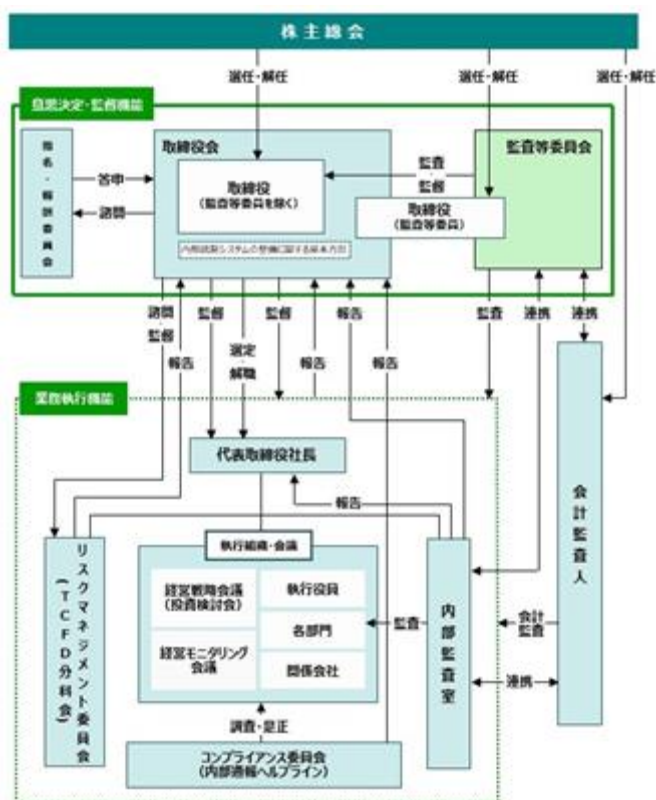 株主総会
選任・解任
選任・解任
選任・解任
意思決定・監督機能
指名・報酬委員会
答申
諮問
取締役会
取締役
(監査等委員を除く)
内部統制システムの整備に関する基本方針
監査
・
監督
監査等委員会
取締役
(監査等委員)
諮問
・
監督
報告
監督
選定
・
解職
監督
報告
報告
報告
監査
連携
連携
業務執行機能
代表取締役社長
報告
執行組織・会議
経営戦略会議
(投資検討会)
経営モニタリング
会議
執行役員
各部門
関係会社
監査
内部監査室
会計監査人
会計
監査
連携
リスクマネジメント委員会
(TCFD分科会)
調査・是正
コンプライアンス委員会
(内部通報ヘルプライン)